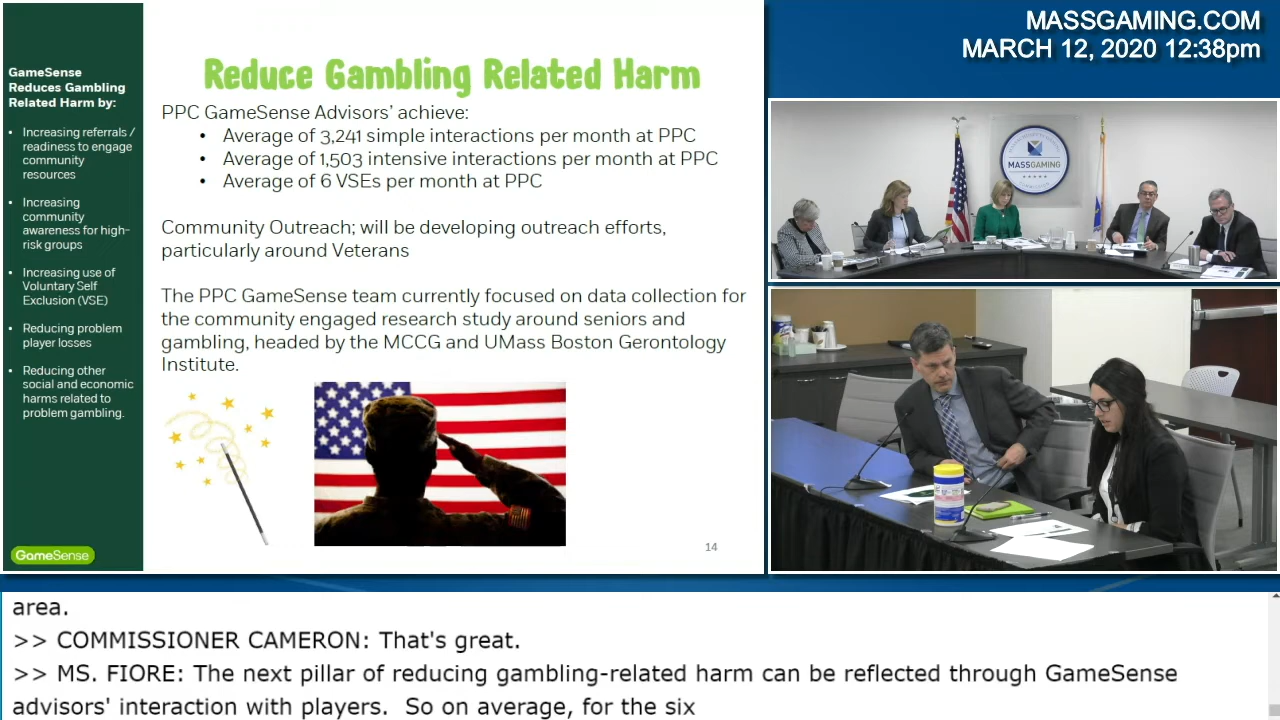 MASSGAMING.COM
MARCH 12, 2020 12:38pm
GameSense
Reduces Gambling
Related Harm by:
• Increasing referrals /
readiness to engage
community
resources
• Increasing
community
awareness for high-
risk groups
• Increasing use of
Voluntary Self
Exclusion (VSE)
• Reducing problem
player losses
• Reducing other
social and economic
harms related to
problem gambling.
GameSense
Reduce Gambling Related Harm
PPC GameSense Advisors' achieve:
• Average of 3,241 simple interactions per month at PPC
• Average of 1,503 intensive interactions per month at PPC
• Average of 6 VSEs per month at PPC
Community Outreach; will be developing outreach efforts,
particularly around Veterans
The PPC GameSense team currently focused on data collection for
the community engaged research study around seniors and
gambling, headed by the MCCG and UMass Boston Gerontology
Institute.
14
MASSGAMING
area.
>> COMMISSIONER CAMERON: That's great.
>> MS. FIORE: The next pillar of reducing gambling-related harm can be reflected through GameSense
advisors' interaction with players.  So on average, for the six